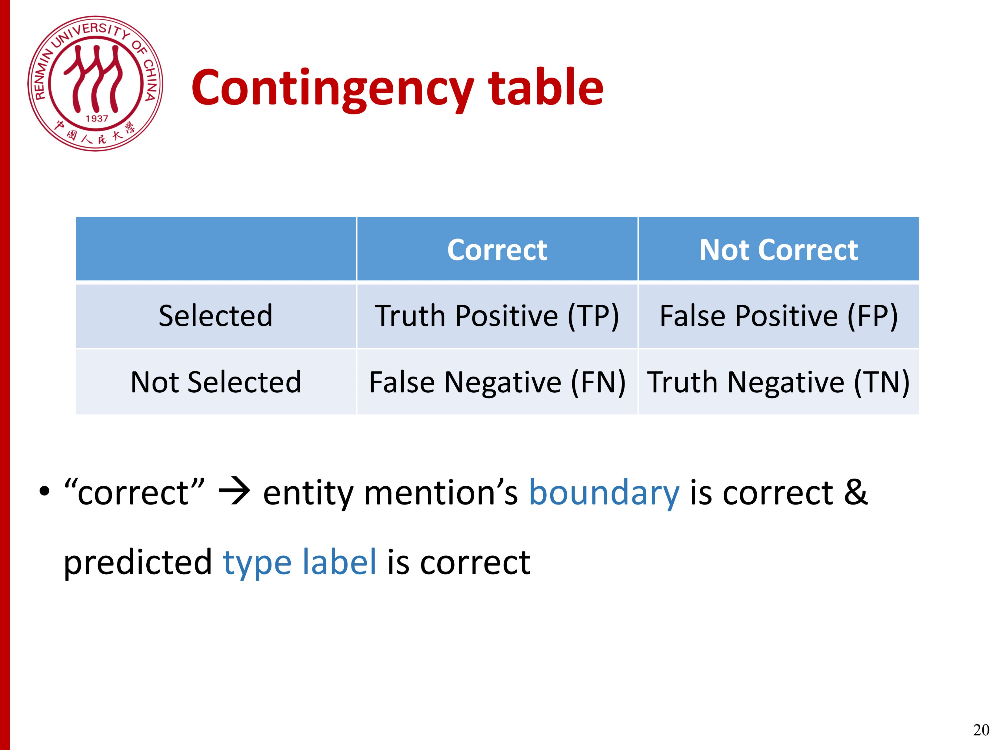 RENMIN UNIVERSITY OF CHINA
1937
中國人民大學
Contingency table
Correct Not Correct
Selected Truth Positive (TP) False Positive (FP)
Not Selected False Negative (FN) Truth Negative (TN)
• “correct” → entity mention’s boundary is correct &
predicted type label is correct
20